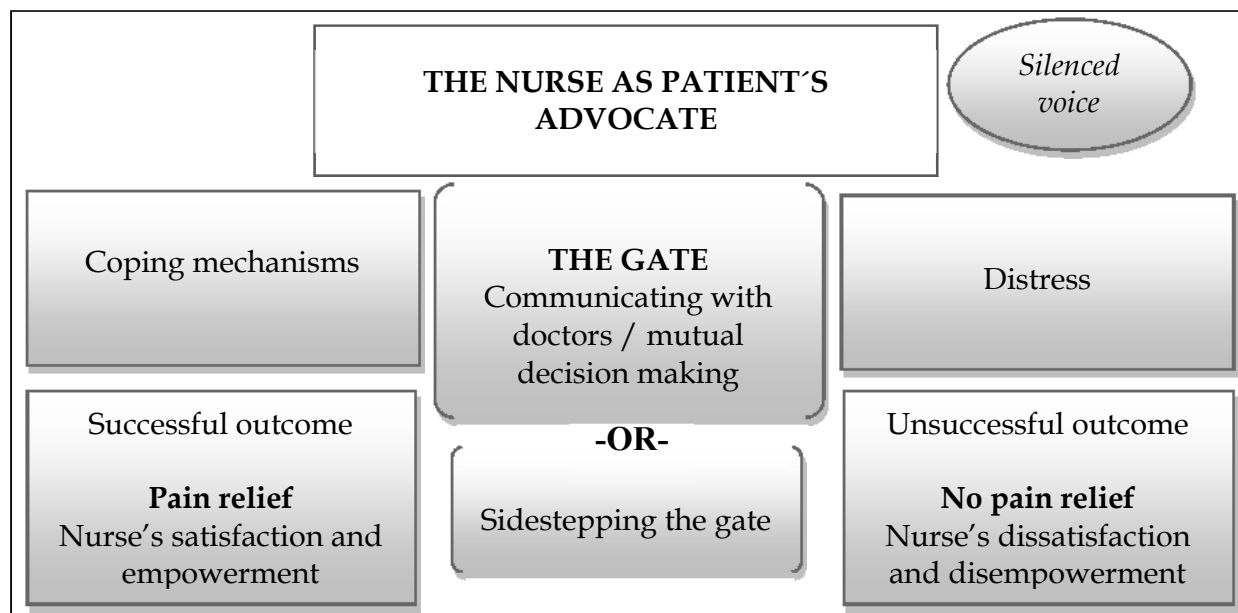 THE NURSE AS PATIENT´S
ADVOCATE
Silenced
voice
Coping mechanisms
THE GATE
Communicating with
doctors / mutual
decision making
Distress
-OR-
Successful outcome
Pain relief
Nurse’s satisfaction and
empowerment
Sidestepping the gate
Unsuccessful outcome
No pain relief
Nurse’s dissatisfaction
and disempowerment